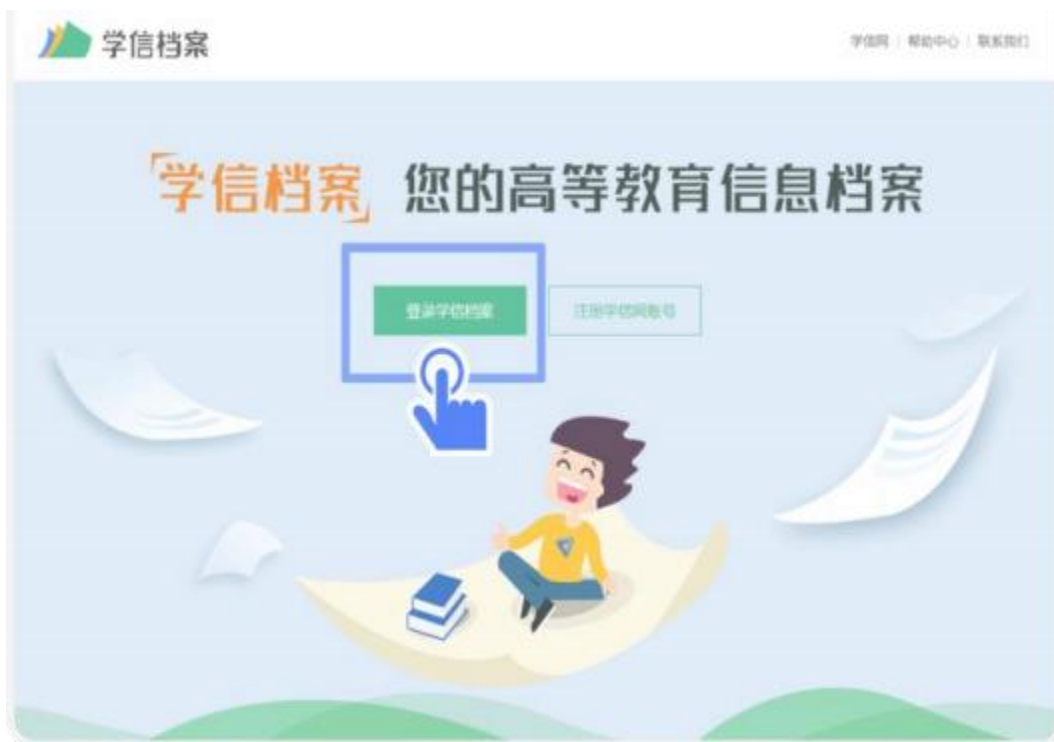 学信档案
学信网 | 帮助中心 | 联系我们
「学信档案」 您的高等教育信息档案
登录学信档案
注册学信网账号